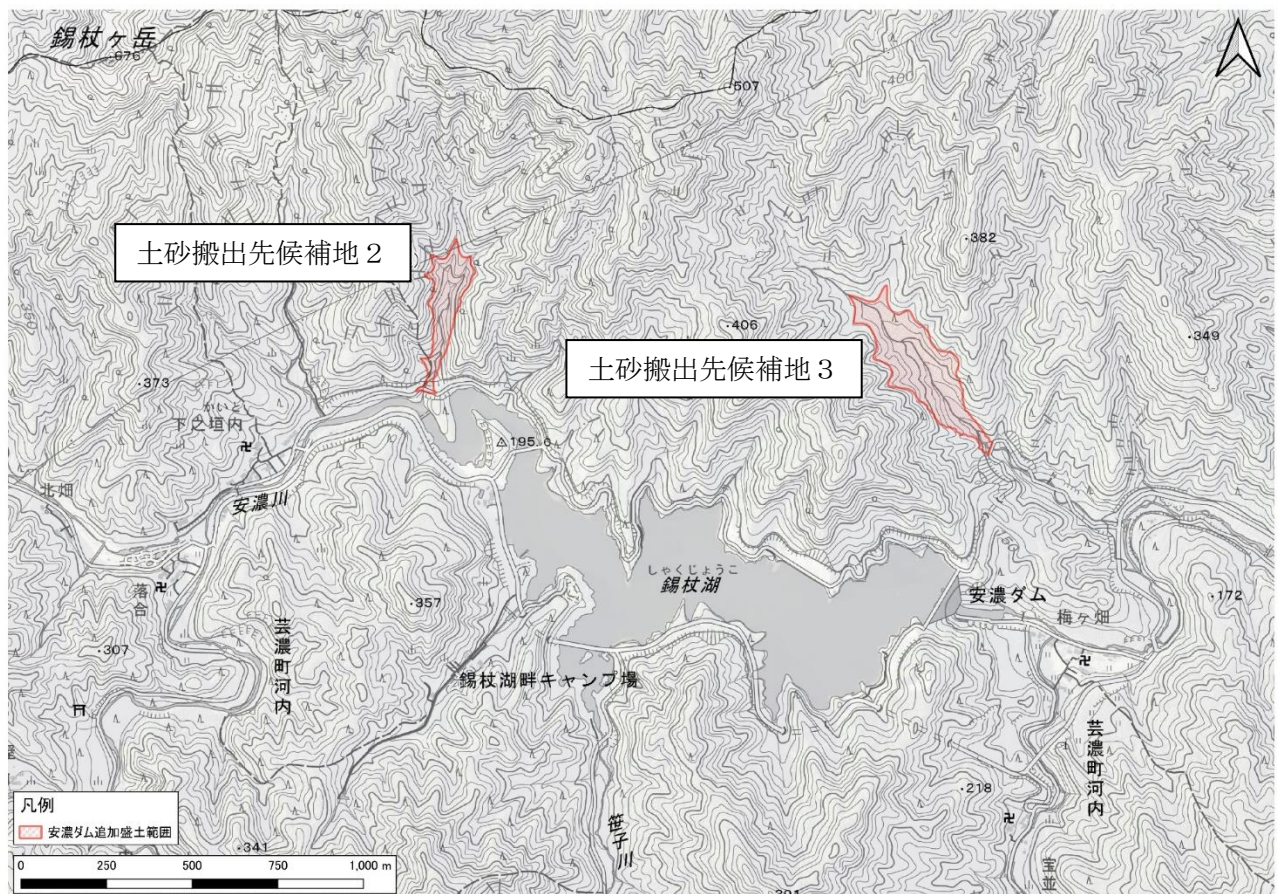 錫杖ヶ岳
・676
・507
400
土砂搬出先候補地２
・382
350
・406
・349
土砂搬出先候補地３
・373
かいと
下之垣内
△195.6
北畑
安濃川
しゃくじょうこ
錫杖湖
安濃ダム
・172
梅ヶ畑
落合
・357
・307
芸濃町河内
錫杖湖畔キャンプ場
芸濃町河内
・218
凡例
安濃ダム追加盛土範囲
笹子川
・341
宝並
0 250 500 750 1,000 m